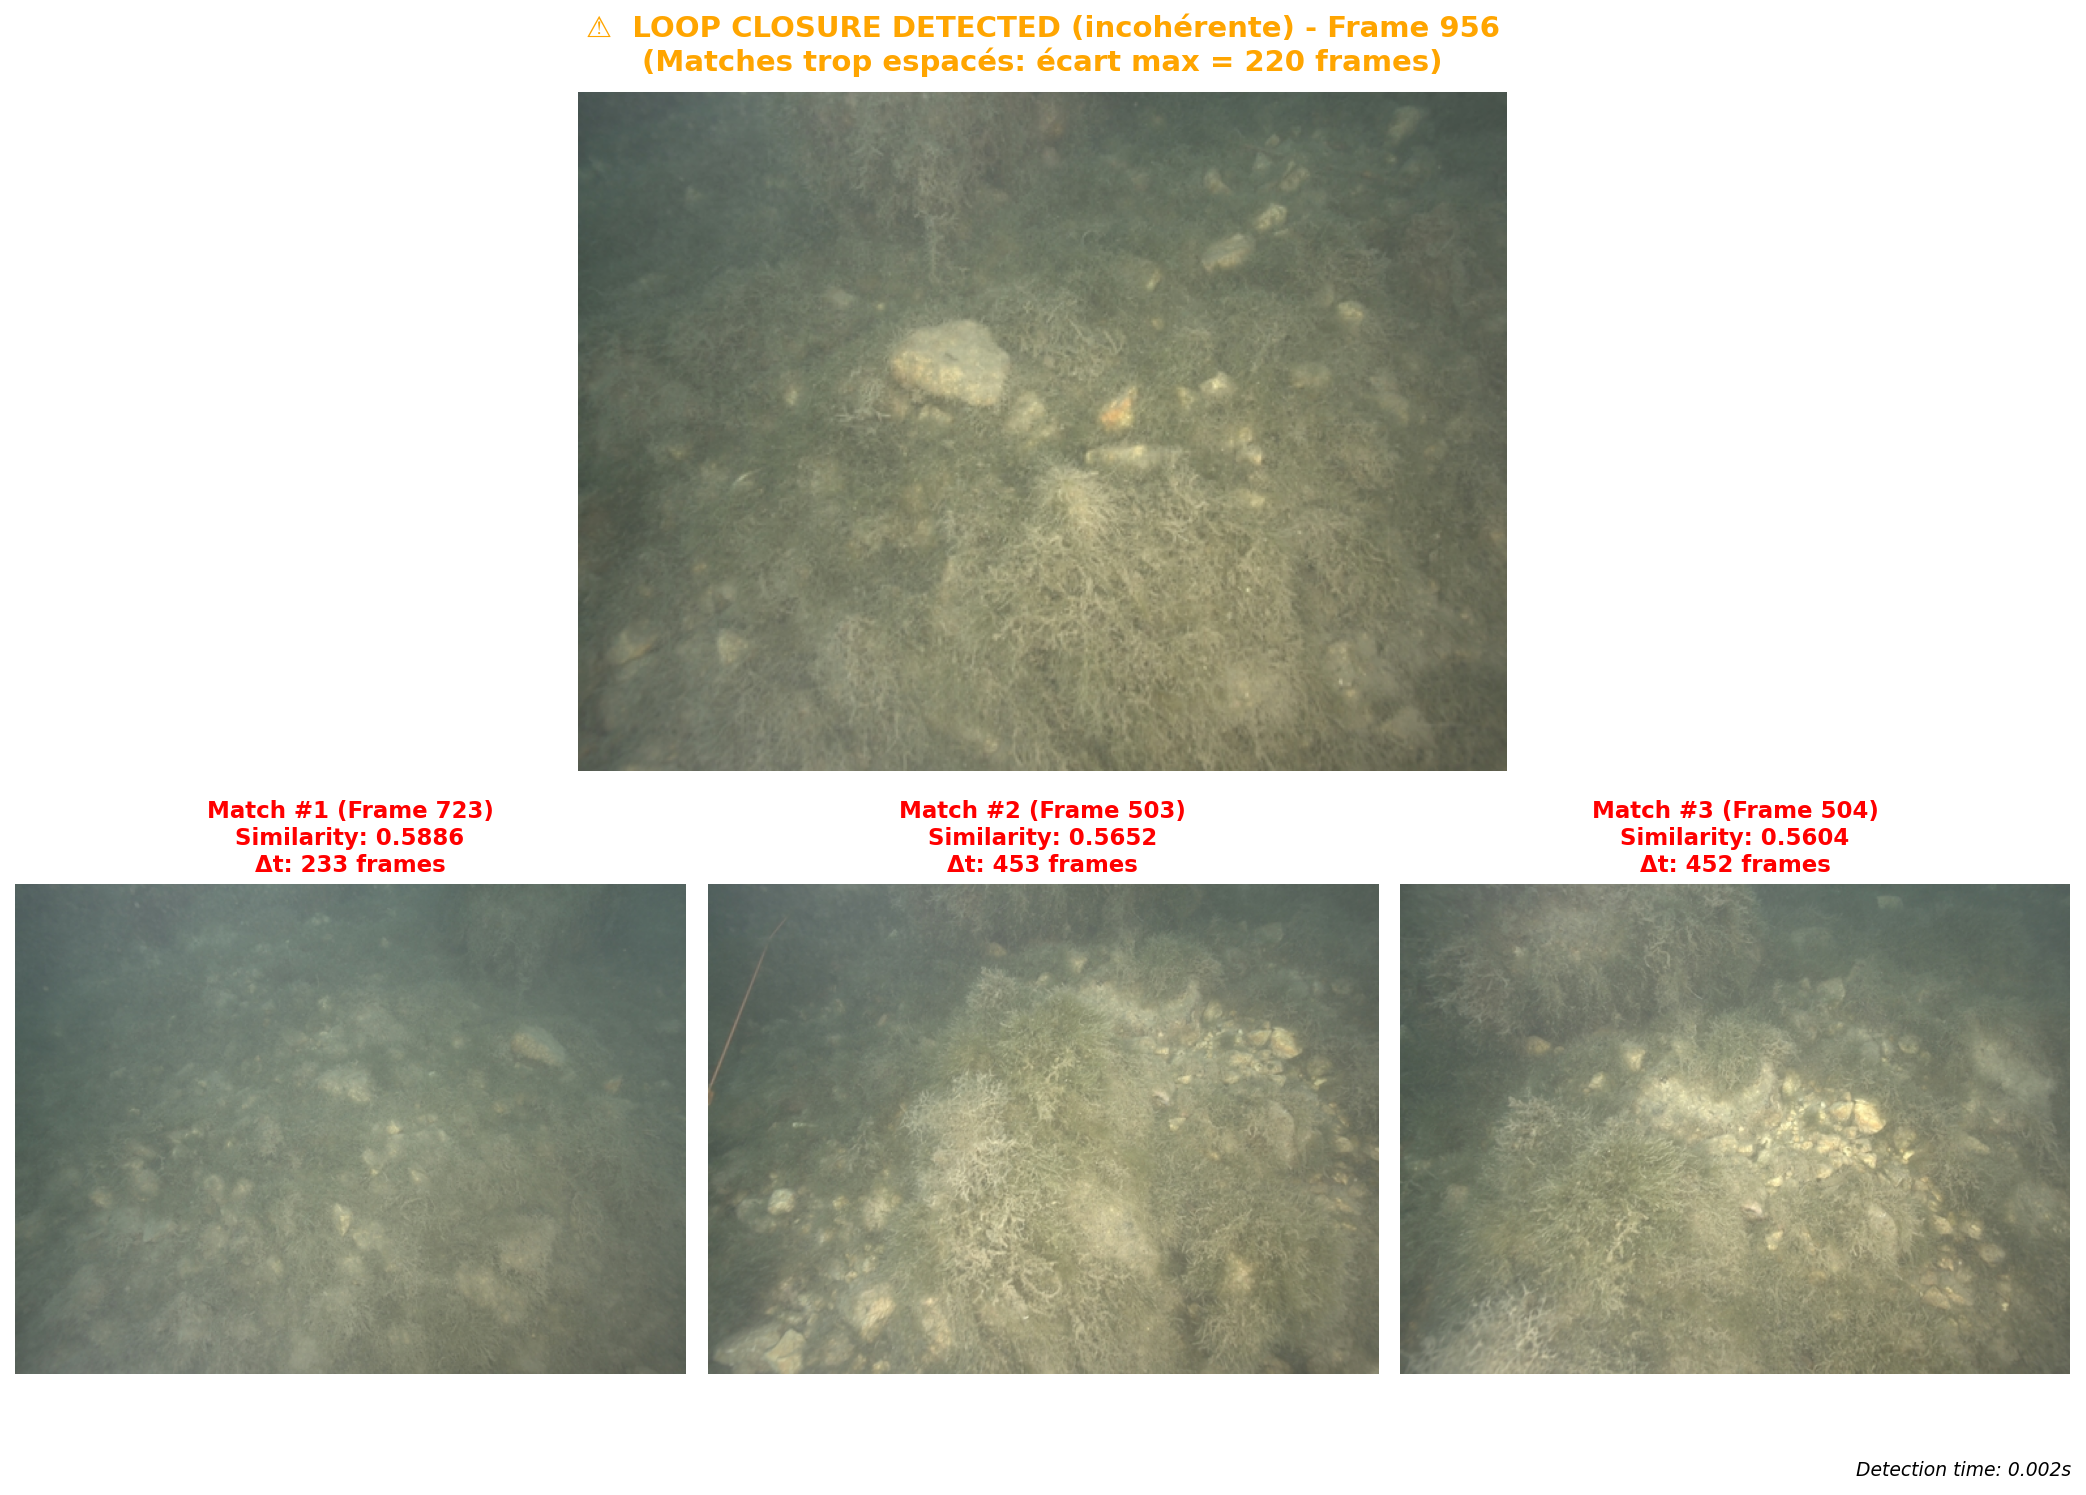 ⚠ LOOP CLOSURE DETECTED (incohérente) - Frame 956
(Matches trop espacés: écart max = 220 frames)
Match #1 (Frame 723)
Similarity: 0.5886
Δt: 233 frames
Match #2 (Frame 503)
Similarity: 0.5652
Δt: 453 frames
Match #3 (Frame 504)
Similarity: 0.5604
Δt: 452 frames
Detection time: 0.002s